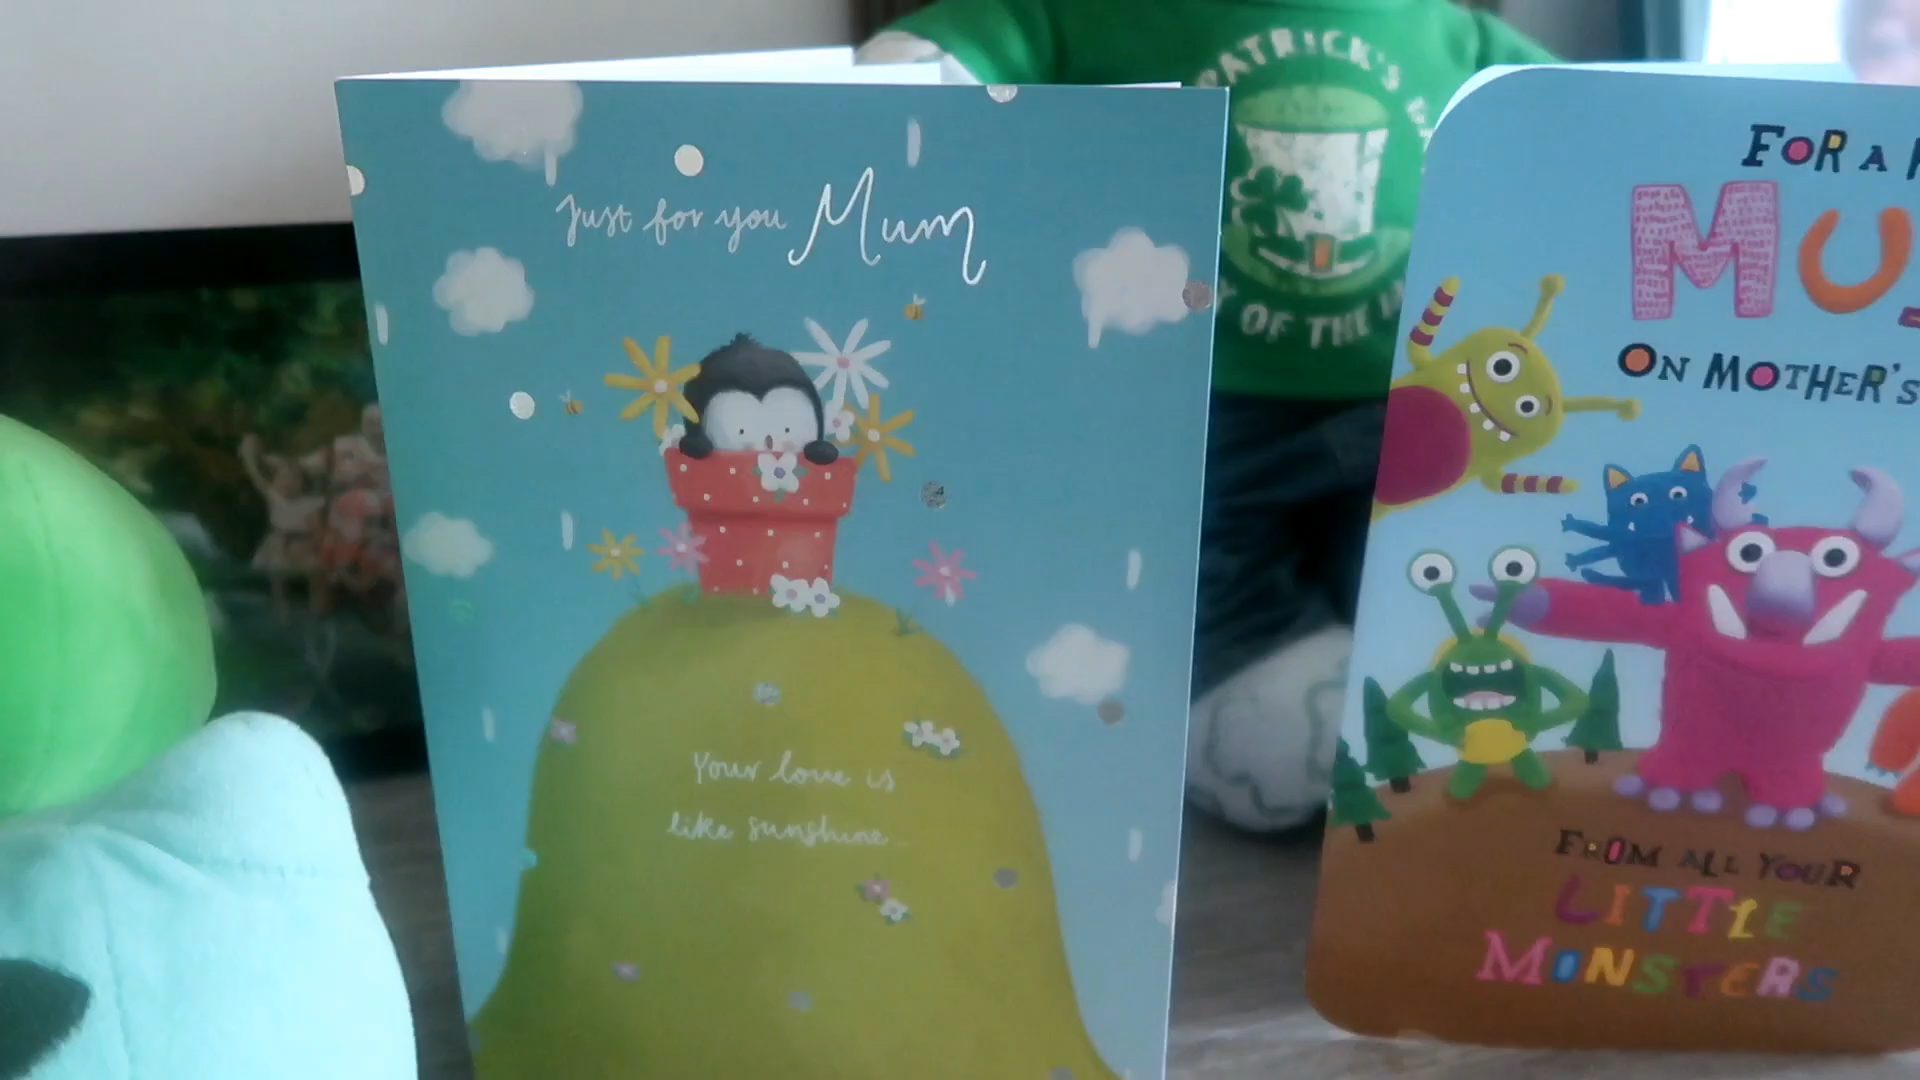 Just for you Mum
Your love is
like sunshine...
PATRICK'S
OF THE
FOR A
ON MOTHER'S
FROM ALL YOUR
LITTLE
MONSTERS